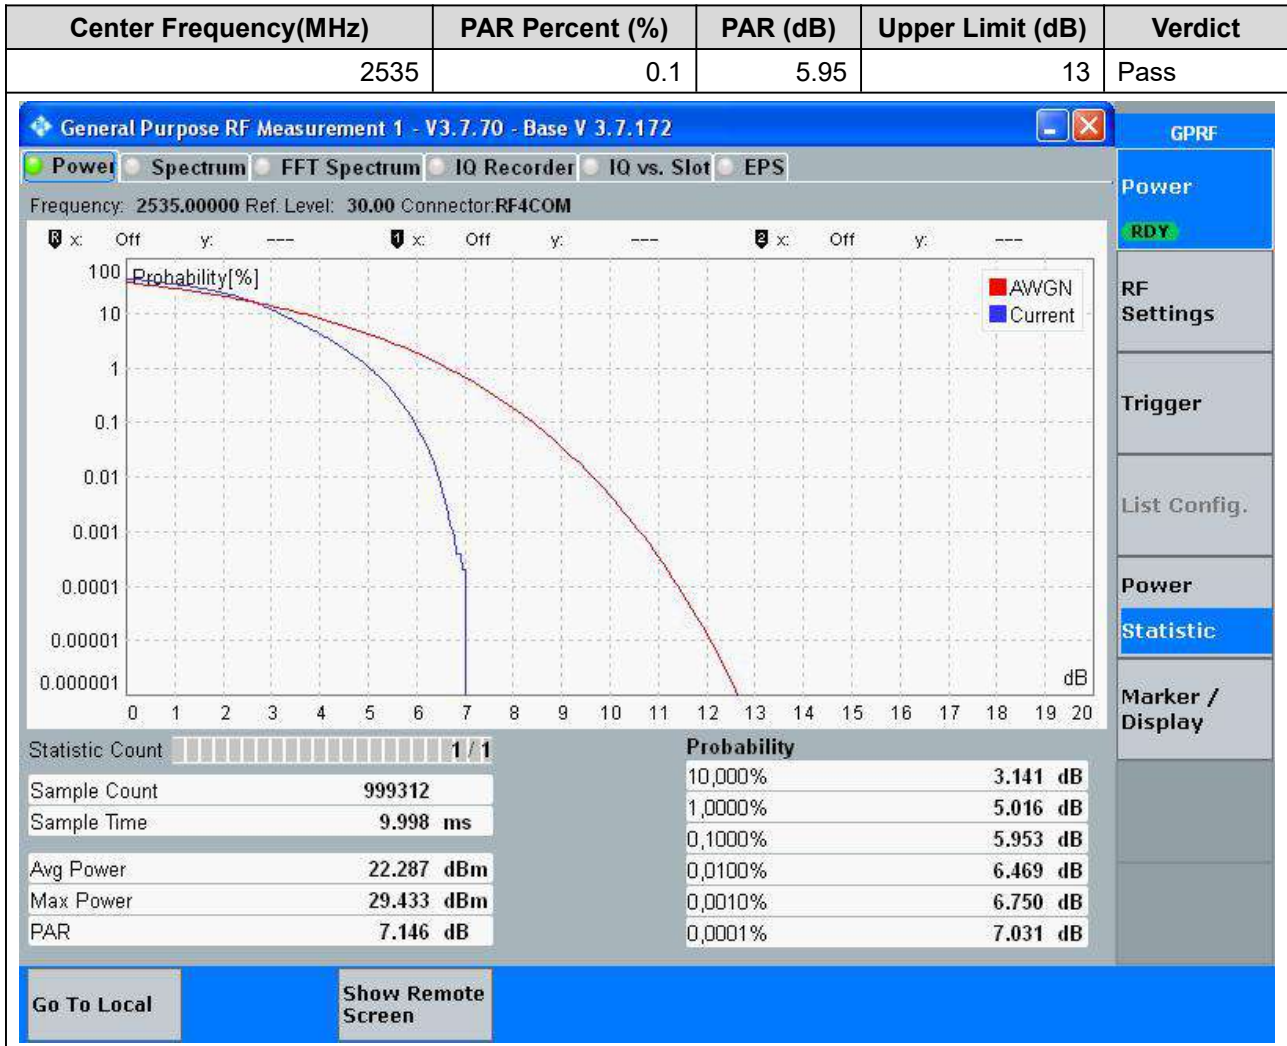 Center Frequency(MHz) PAR Percent (%) PAR (dB) Upper Limit (dB) Verdict
2535 0.1 5.95 13 Pass
General Purpose RF Measurement 1 - V3.7.70 - Base V 3.7.172
GPRF
Power Spectrum FFT Spectrum IQ Recorder IQ vs. Slot EPS
Frequency: 2535.00000 Ref. Level: 30.00 Connector:RF4COM
Power
RDY
R x: Off y: --- 1 x: Off y: --- 2 x: Off y: ---
Probability[%]
AWGN
Current
100
10
1
0.1
0.01
0.001
0.0001
0.00001
0.000001
dB
0 1 2 3 4 5 6 7 8 9 10 11 12 13 14 15 16 17 18 19 20
RF
Settings
Trigger
List Config.
Power
Statistic
Marker /
Display
Statistic Count 1 / 1
Sample Count 999312
Sample Time 9.998 ms
Avg Power 22.287 dBm
Max Power 29.433 dBm
PAR 7.146 dB
Probability
10,000% 3.141 dB
1,0000% 5.016 dB
0,1000% 5.953 dB
0,0100% 6.469 dB
0,0010% 6.750 dB
0,0001% 7.031 dB
Go To Local
Show Remote
Screen